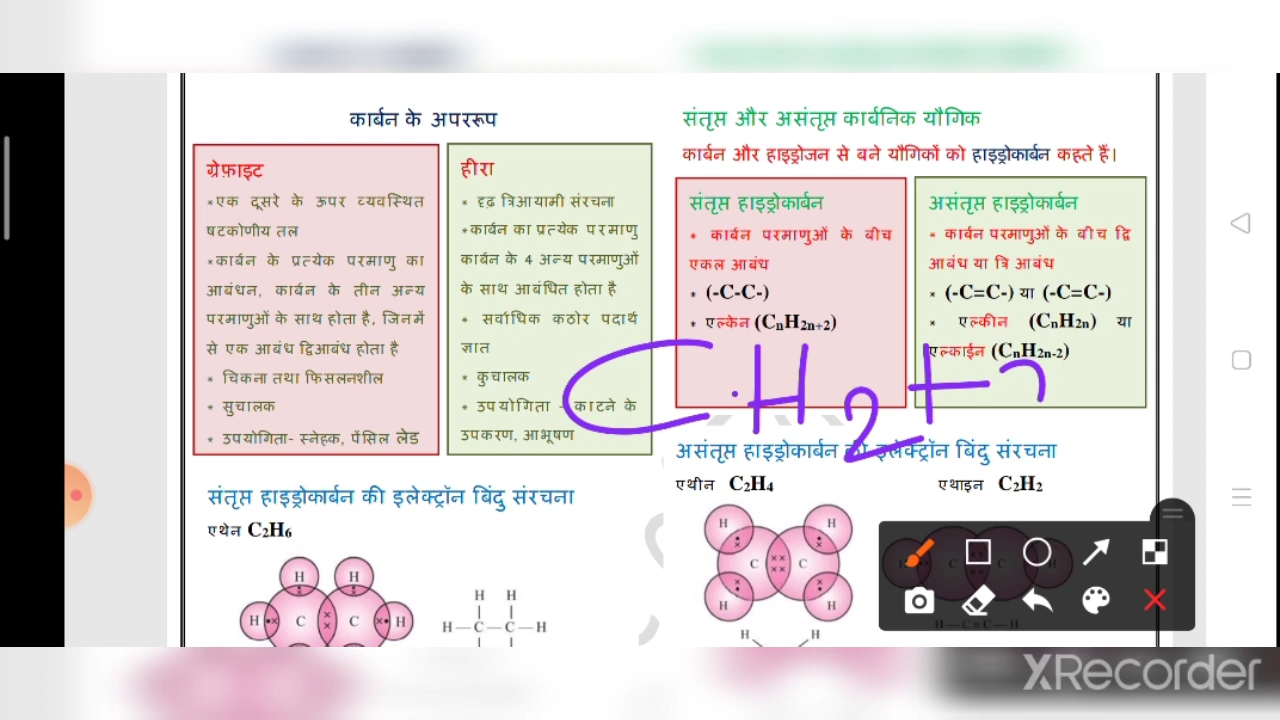 कार्बन के अपररूप
ग्रेफ़ाइट
*एक दूसरे के ऊपर व्यवस्थित
षटकोणीय तल
*कार्बन के प्रत्येक परमाणु का
आबंधन, कार्बन के तीन अन्य
परमाणुओं के साथ होता है, जिनमें
से एक आबंध द्विआबंध होता है
* चिकना तथा फिसलनशील
* सुचालक
* उपयोगिता- स्नेहक, पेंसिल लेड
हीरा
* दृढ त्रिआयामी संरचना
*कार्बन का प्रत्येक परमाणु
कार्बन के 4 अन्य परमाणुओं
के साथ आबंधित होता है
* सर्वाधिक कठोर पदार्थ
ज्ञात
* कुचालक
* उपयोगिता - काटने के
उपकरण, आभूषण
संतृप्त हाइड्रोकार्बन की इलेक्ट्रॉन बिंदु संरचना
एथेन C2H6
H H
H C C H
H H
H—C—C—H
संतृप्त और असंतृप्त कार्बनिक यौगिक
कार्बन और हाइड्रोजन से बने यौगिकों को हाइड्रोकार्बन कहते हैं।
संतृप्त हाइड्रोकार्बन
* कार्बन परमाणुओं के बीच
एकल आबंध
* (-C-C-)
* एल्केन (CnH2n+2)
असंतृप्त हाइड्रोकार्बन
* कार्बन परमाणुओं के बीच द्वि
आबंध या त्रि आबंध
* (-C=C-) या (-C=C-)
* एल्कीन (CnH2n) या
एल्काईन (CnH2n-2)
C H 2 +
असंतृप्त हाइड्रोकार्बन की इलेक्ट्रॉन बिंदु संरचना
एथीन C2H4
एथाइन C2H2
H H
C C
H H
H H
XRecorder